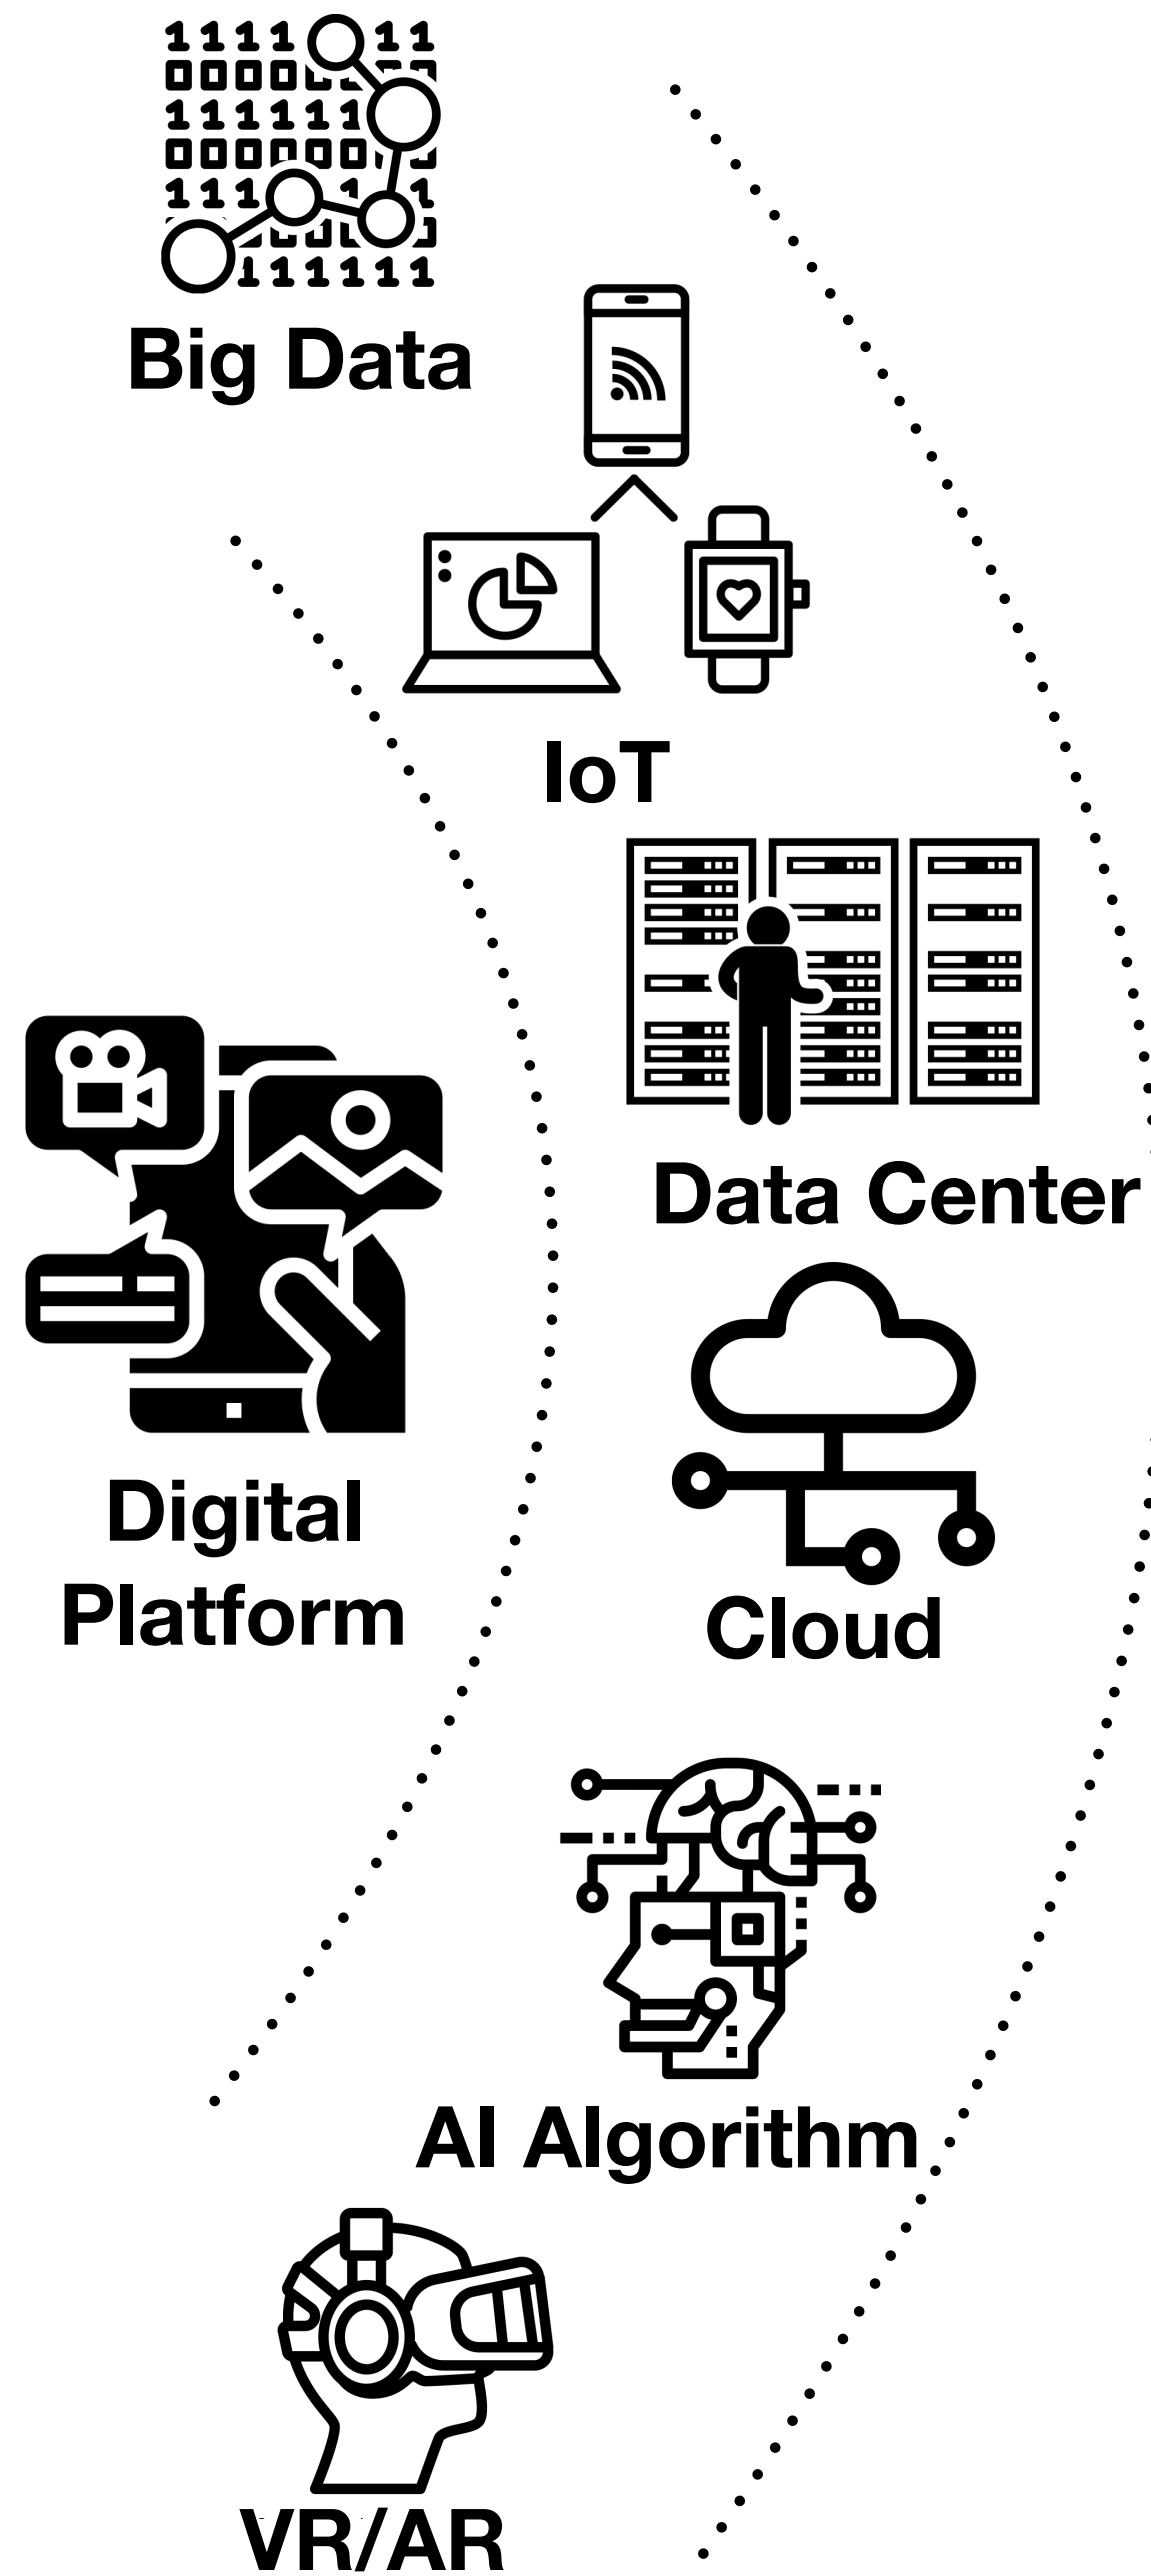 Big Data
IoT
Data Center
Digital
Platform
Cloud
AI Algorithm
VR/AR